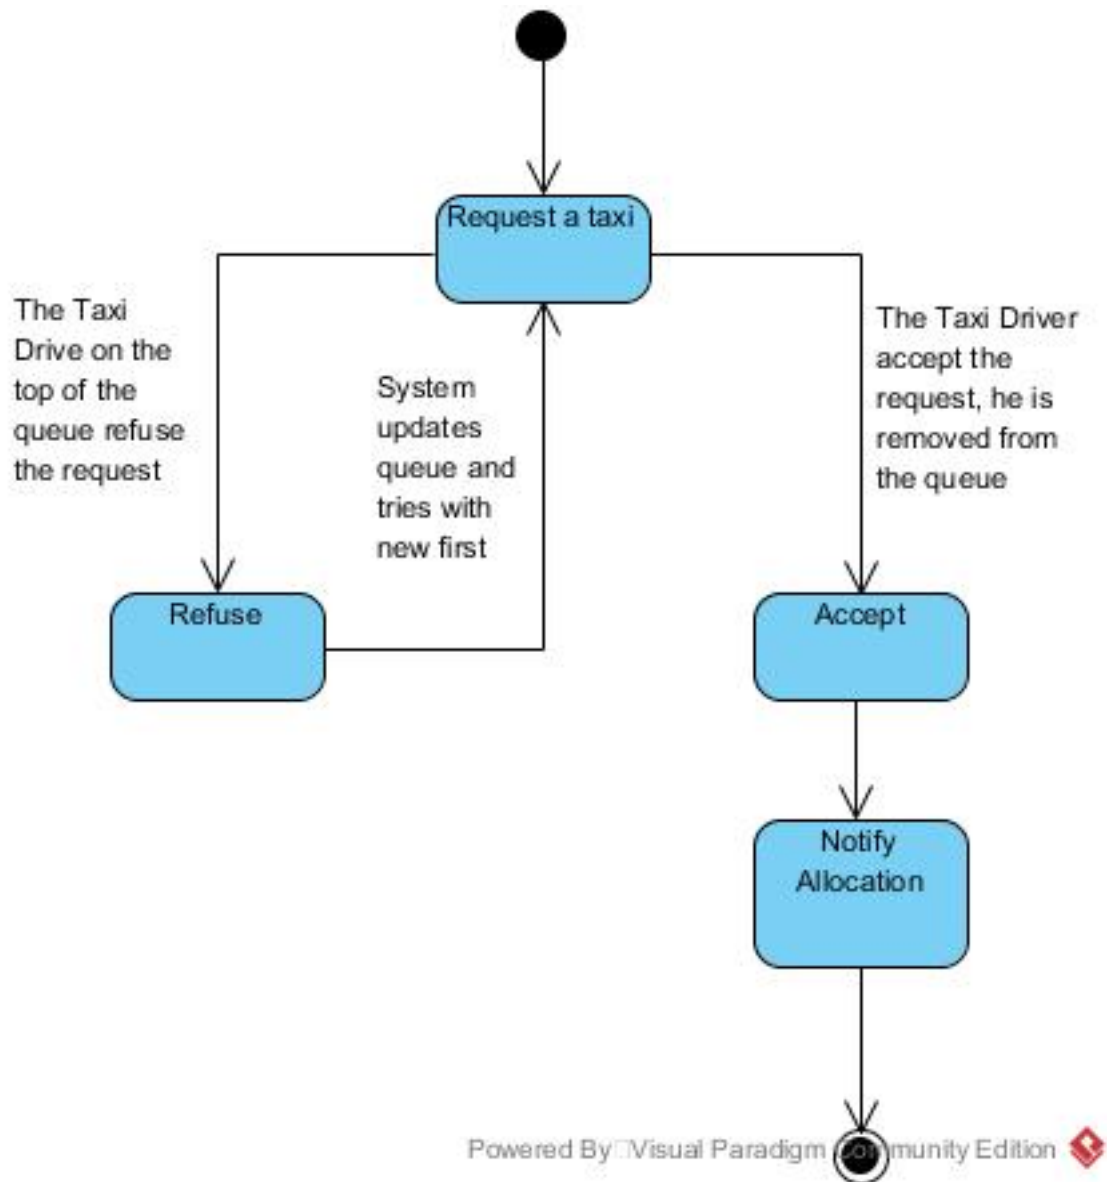 Request a taxi
The Taxi
Drive on the
top of the
queue refuse
the request
System
updates
queue and
tries with
new first
The Taxi Driver
accept the
request, he is
removed from
the queue
Refuse
Accept
Notify
Allocation
Powered By Visual Paradigm Community Edition